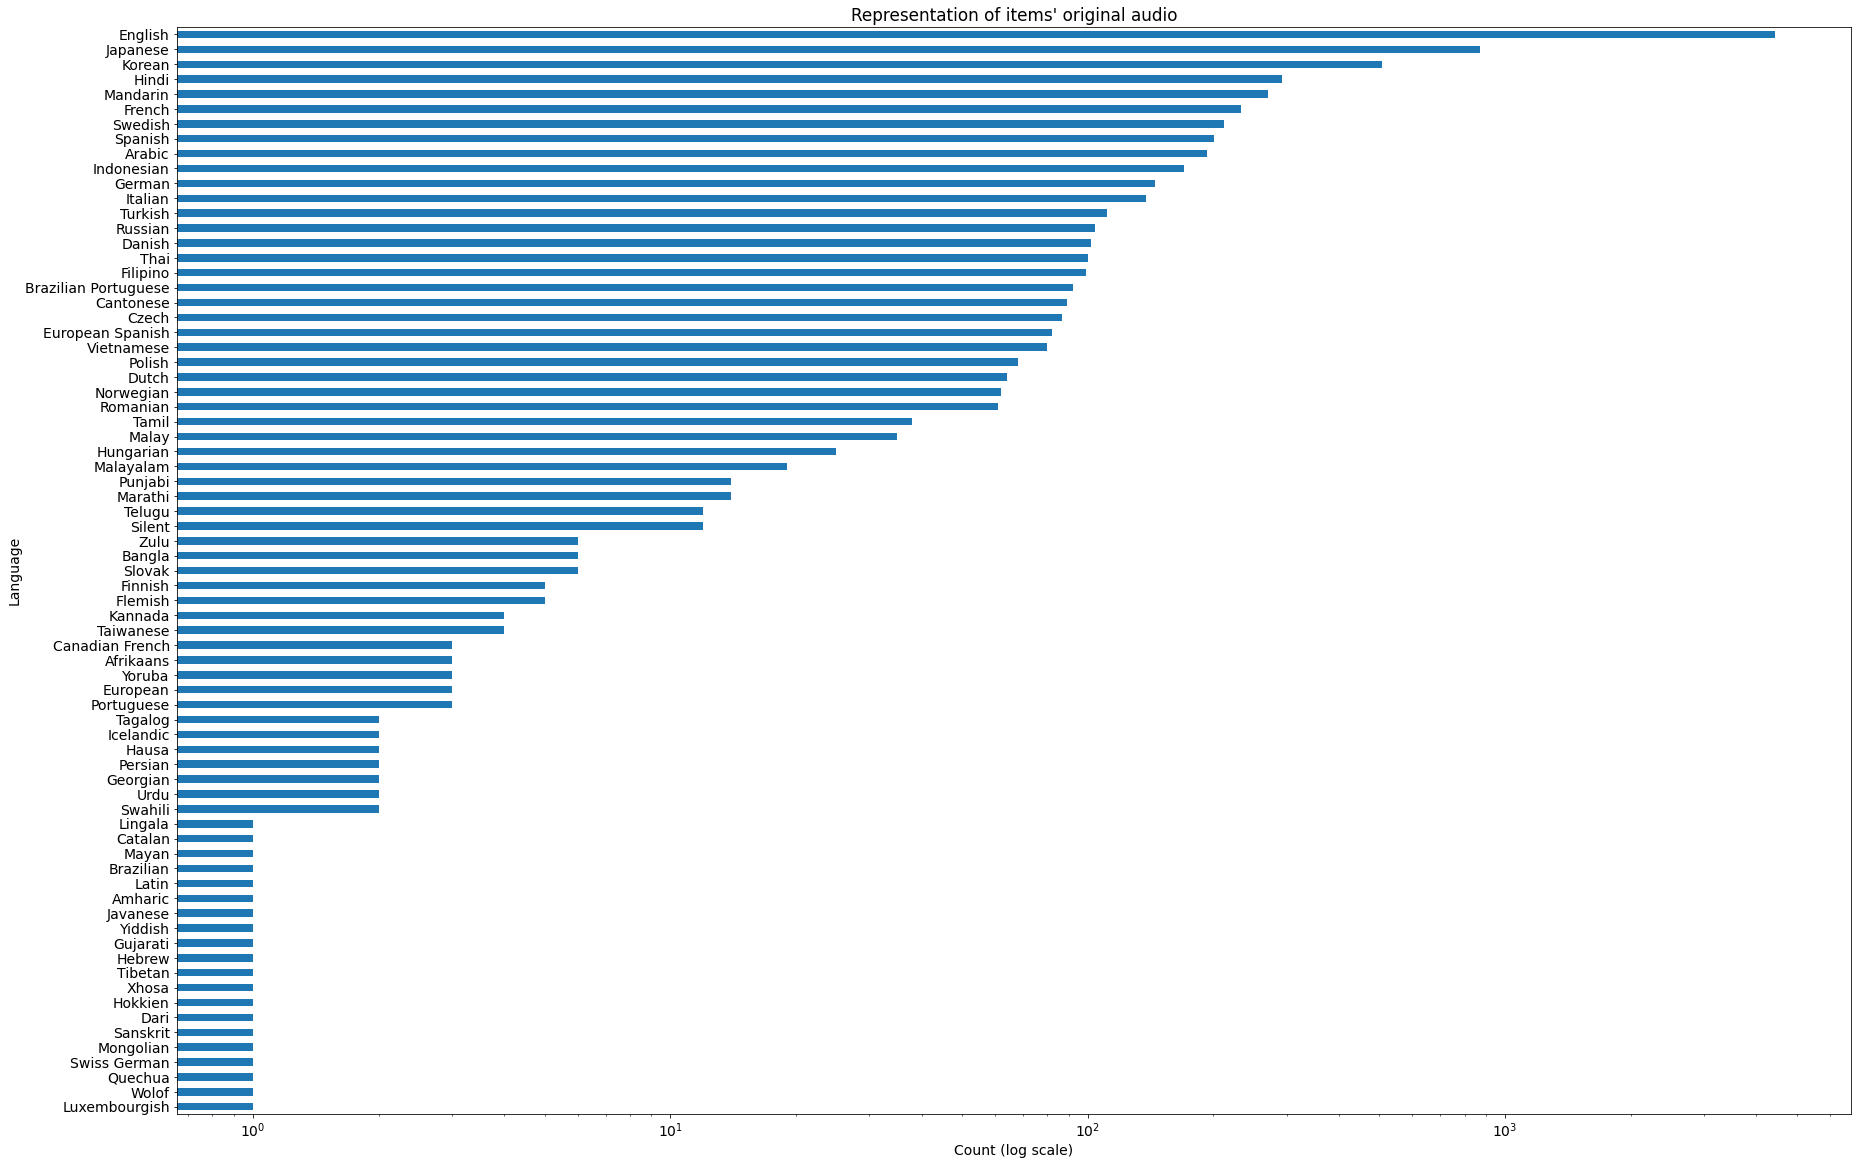 Representation of items' original audio
English
Japanese
Korean
Hindi
Mandarin
French
Swedish
Spanish
Arabic
Indonesian
German
Italian
Turkish
Russian
Danish
Thai
Filipino
Brazilian Portuguese
Cantonese
Czech
European Spanish
Vietnamese
Polish
Dutch
Norwegian
Romanian
Tamil
Malay
Hungarian
Malayalam
Punjabi
Marathi
Telugu
Silent
Zulu
Bangla
Slovak
Finnish
Flemish
Kannada
Taiwanese
Canadian French
Afrikaans
Yoruba
European
Portuguese
Tagalog
Icelandic
Hausa
Persian
Georgian
Urdu
Swahili
Lingala
Catalan
Mayan
Brazilian
Latin
Amharic
Javanese
Yiddish
Gujarati
Hebrew
Tibetan
Xhosa
Hokkien
Dari
Sanskrit
Mongolian
Swiss German
Quechua
Wolof
Luxembourgish
Language
10⁰ 10¹ 10² 10³
Count (log scale)